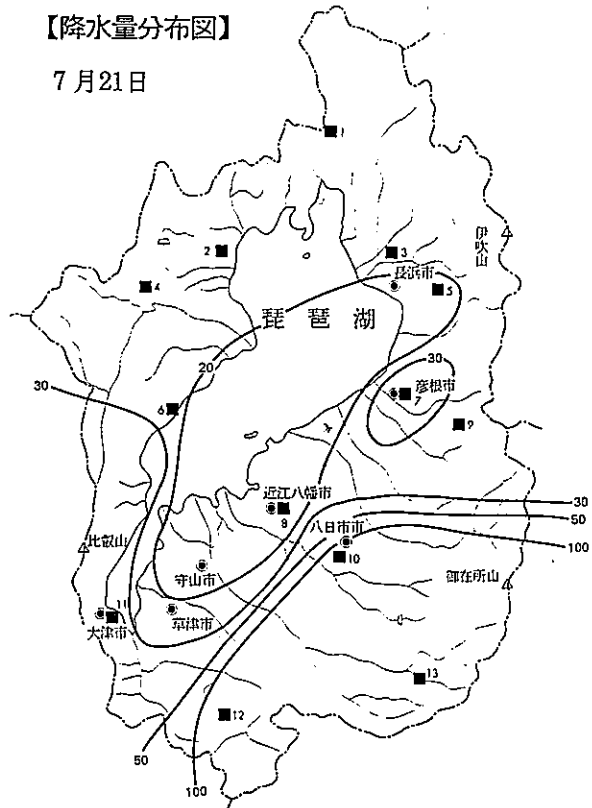 【降水量分布図】
7月21日
1
2
3
4
伊吹山
長浜市
5
琵琶湖
20
30
30
6
彦根市
7
9
近江八幡市
8
30
50
八日市市
100
比叡山
10
守山市
御在所山
11
大津市
草津市
13
12
50
100